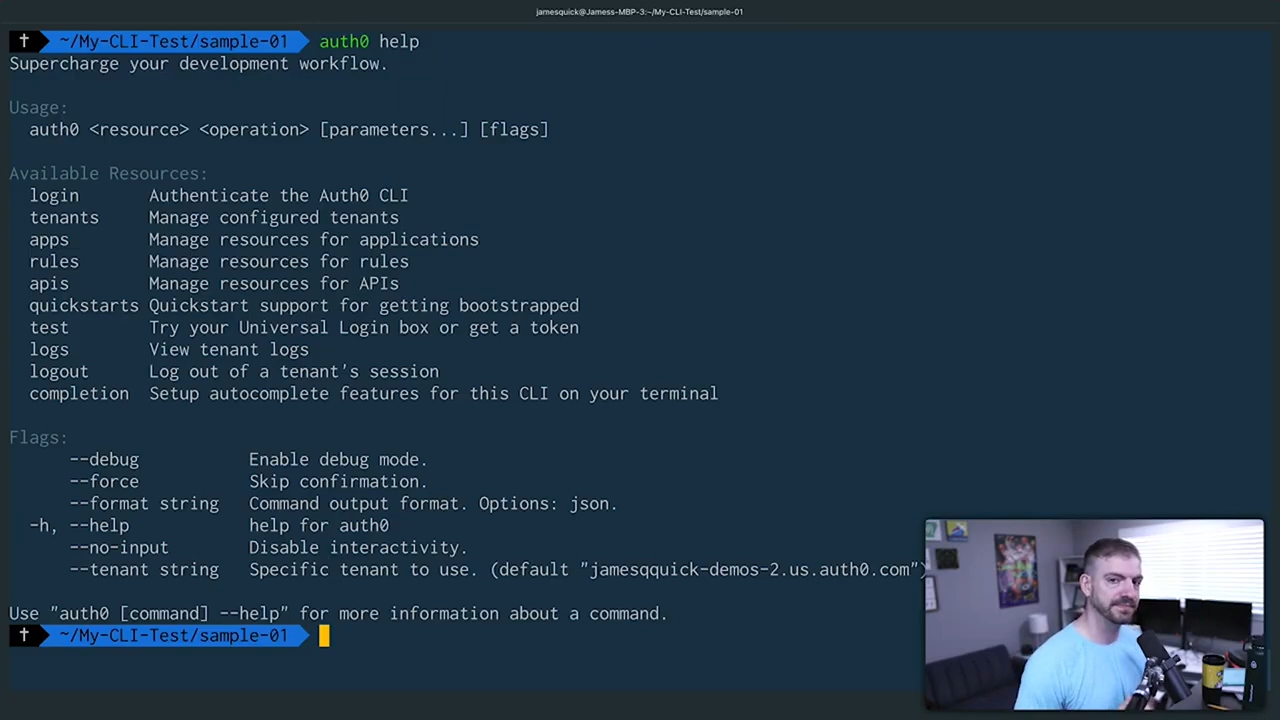 jamesquick@Jamess-MBP-3:~/My-CLI-Test/sample-01
† ~/My-CLI-Test/sample-01 auth0 help
Supercharge your development workflow.
Usage:
auth0 <resource> <operation> [parameters...] [flags]
Available Resources:
login Authenticate the Auth0 CLI
tenants Manage configured tenants
apps Manage resources for applications
rules Manage resources for rules
apis Manage resources for APIs
quickstarts Quickstart support for getting bootstrapped
test Try your Universal Login box or get a token
logs View tenant logs
logout Log out of a tenant's session
completion Setup autocomplete features for this CLI on your terminal
Flags:
--debug Enable debug mode.
--force Skip confirmation.
--format string Command output format. Options: json.
-h, --help help for auth0
--no-input Disable interactivity.
--tenant string Specific tenant to use. (default "jamesqquick-demos-2.us.auth0.com")
Use "auth0 [command] --help" for more information about a command.
† ~/My-CLI-Test/sample-01